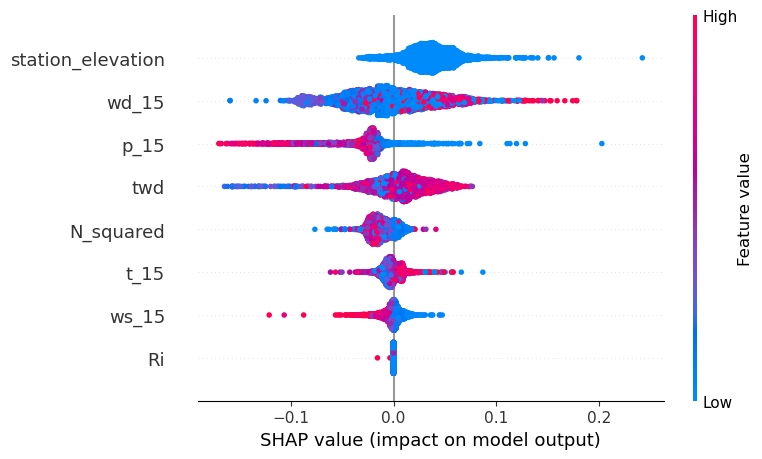 High
station_elevation
wd_15
p_15
twd
N_squared
t_15
ws_15
Ri
Feature value
Low
−0.1 0.0 0.1 0.2
SHAP value (impact on model output)